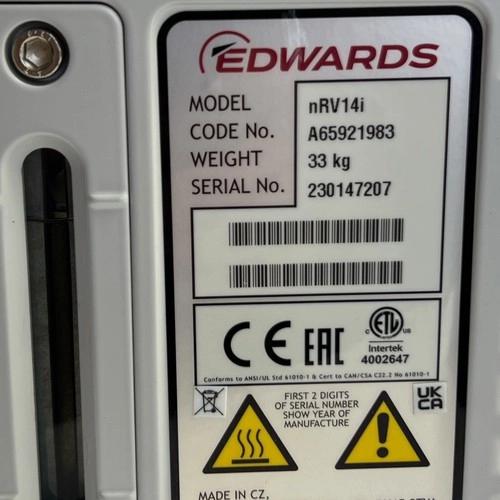 EDWARDS
MODEL nRV14i
CODE No. A65921983
WEIGHT 33 kg
SERIAL No. 230147207
CE EAC ETL US
Intertek
4002647
Conforms to ANSI/UL Std 61010-1 & Cert to CAN/CSA C22.2 No 61010-1
FIRST 2 DIGITS
OF SERIAL NUMBER
SHOW YEAR OF
MANUFACTURE
UK
CA
MADE IN CZ,